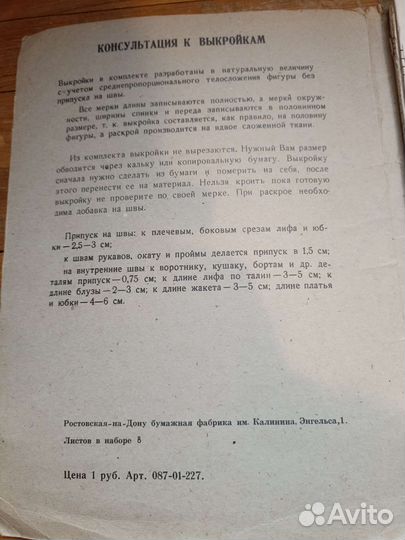 КОНСУЛЬТАЦИЯ К ВЫКРОЙКАМ
Выкройки в комплекте разработаны в натуральную величину
с учетом среднепропорционального телосложения фигуры без
припуска на швы.
Все мерки длины записываются полностью, а мерки окруж-
ности, ширины спинки и переда записываются в половинном
размере, т. к. выкройка составляется, как правило, на половину
фигуры, а раскрой производится на вдвое сложенной ткани.
Из комплекта выкройки не вырезаются. Нужный Вам размер
обводится через кальку или копировальную бумагу. Выкройку
сначала нужно сделать из бумаги и померить на себя, после
этого перенести ее на материал. Нельзя кроить пока готовую
выкройку не проверите по своей мерке. При раскрое необхо-
дима добавка на швы.
Припуск на швы: к плечевым, боковым срезам лифа и юб-
ки—2,5—3 см;
к швам рукавов, окату и проймы делается припуск в 1,5 см;
на внутренние швы к воротнику, кушаку, бортам и др. де-
талям припуск—0,75 см; к длине лифа по талии—3—5 см; к
длине блузы—2—3 см; к длине жакета—3—5 см; длине платья
и юбки—4—6 см.
Ростовская-на-Дону бумажная фабрика им. Калинина, Энгельса,1.
Листов в наборе 8
Цена 1 руб. Арт. 087-01-227.
Avito